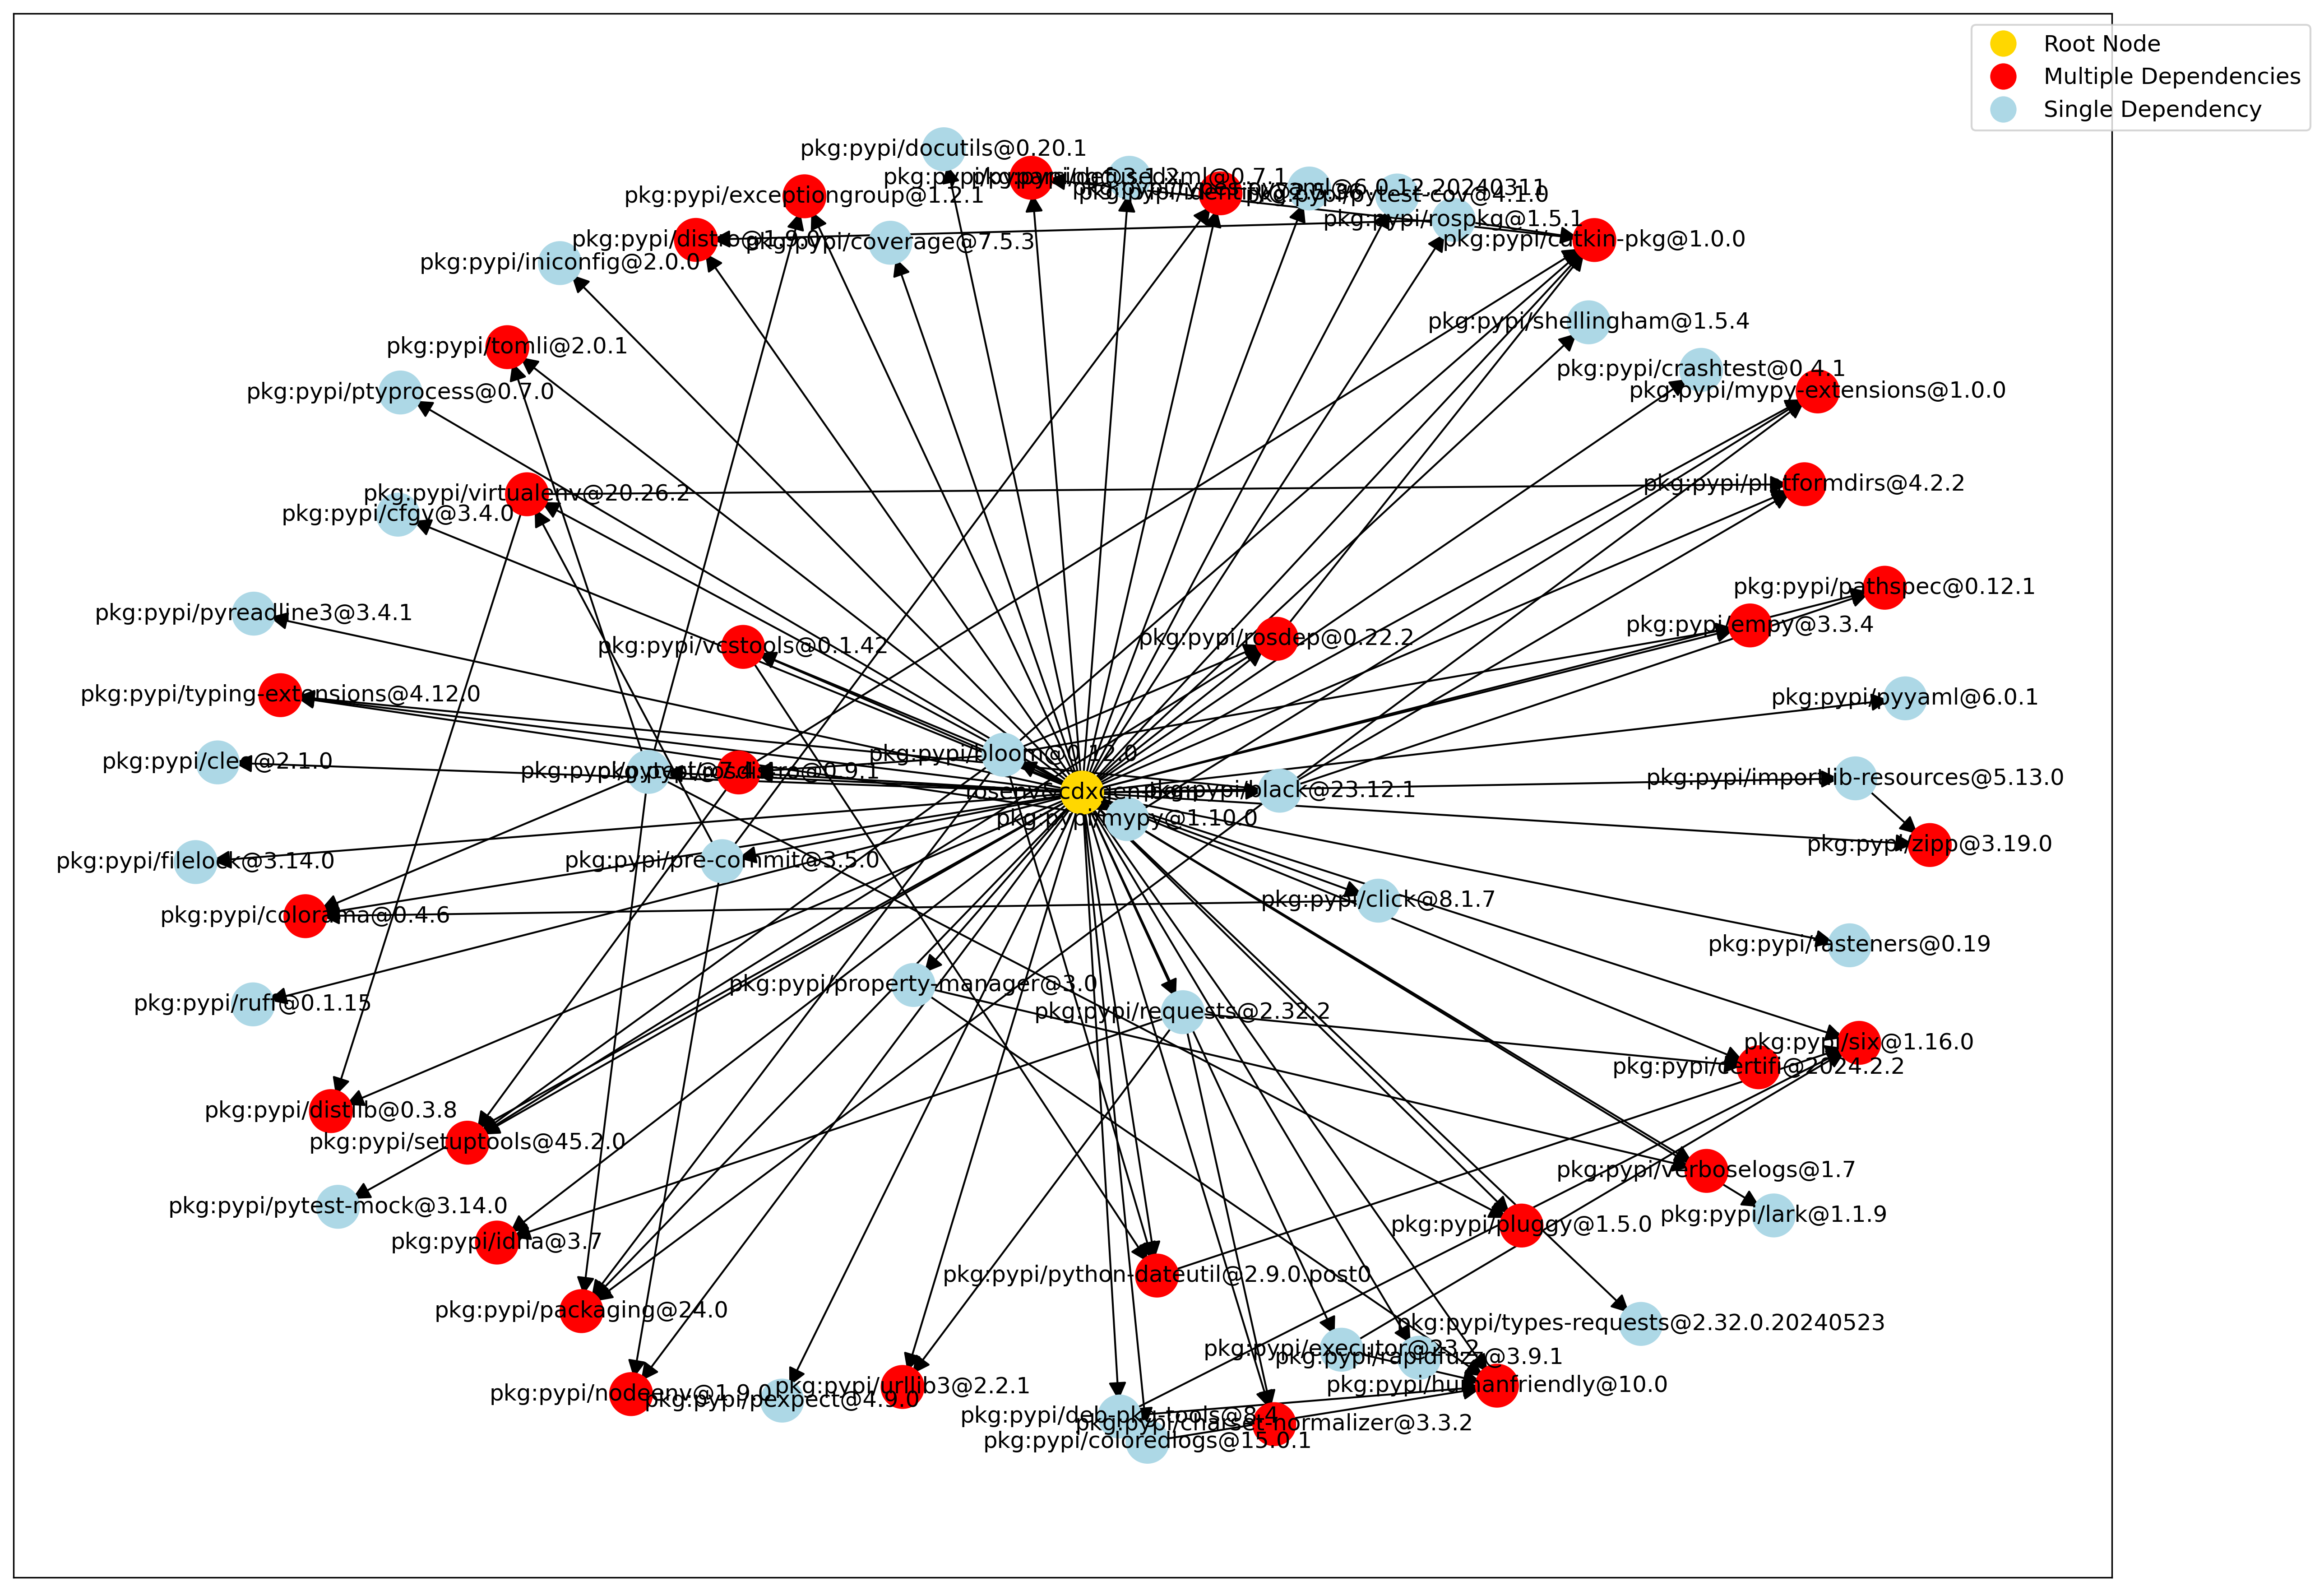 Root Node
Multiple Dependencies
Single Dependency
pkg:pypi/docutils@0.20.1
pkg:pypi/exceptiongroup@1.2.1
pkg:pypi/pytest-cov@4.1.0
pkg:pypi/rospkg@1.5.1
pkg:pypi/distro@1.9.0
pkg:pypi/coverage@7.5.3
pkg:pypi/catkin-pkg@1.0.0
pkg:pypi/iniconfig@2.0.0
pkg:pypi/shellingham@1.5.4
pkg:pypi/tomli@2.0.1
pkg:pypi/crashtest@0.4.1
pkg:pypi/ptyprocess@0.7.0
pkg:pypi/mypy-extensions@1.0.0
pkg:pypi/virtualenv@20.26.2
pkg:pypi/platformdirs@4.2.2
pkg:pypi/cfgv@3.4.0
pkg:pypi/pathspec@0.12.1
pkg:pypi/pyreadline3@3.4.1
pkg:pypi/empy@3.3.4
pkg:pypi/vcstools@0.1.42
pkg:pypi/rosdep@0.22.2
pkg:pypi/typing-extensions@4.12.0
pkg:pypi/pyyaml@6.0.1
pkg:pypi/bloom@0.12.0
pkg:pypi/cleo@2.1.0
pkg:pypi/importlib-resources@5.13.0
pkg:pypi/black@23.12.1
pkg:pypi/mypy@1.10.0
pkg:pypi/zipp@3.19.0
pkg:pypi/filelock@3.14.0
pkg:pypi/pre-commit@3.5.0
pkg:pypi/click@8.1.7
pkg:pypi/colorama@0.4.6
pkg:pypi/fasteners@0.19
pkg:pypi/property-manager@3.0
pkg:pypi/ruff@0.1.15
pkg:pypi/requests@2.32.2
pkg:pypi/six@1.16.0
pkg:pypi/certifi@2024.2.2
pkg:pypi/distlib@0.3.8
pkg:pypi/setuptools@45.2.0
pkg:pypi/verboselogs@1.7
pkg:pypi/pytest-mock@3.14.0
pkg:pypi/lark@1.1.9
pkg:pypi/pluggy@1.5.0
pkg:pypi/idna@3.7
pkg:pypi/python-dateutil@2.9.0.post0
pkg:pypi/packaging@24.0
pkg:pypi/types-requests@2.32.0.20240523
pkg:pypi/executor@23.2
pkg:pypi/rapidfuzz@3.9.1
pkg:pypi/humanfriendly@10.0
pkg:pypi/urllib3@2.2.1
pkg:pypi/nodeenv@1.9.0
pkg:pypi/pexpect@4.9.0
pkg:pypi/deb-pkg-tools@8.4
pkg:pypi/charset-normalizer@3.3.2
pkg:pypi/coloredlogs@15.0.1